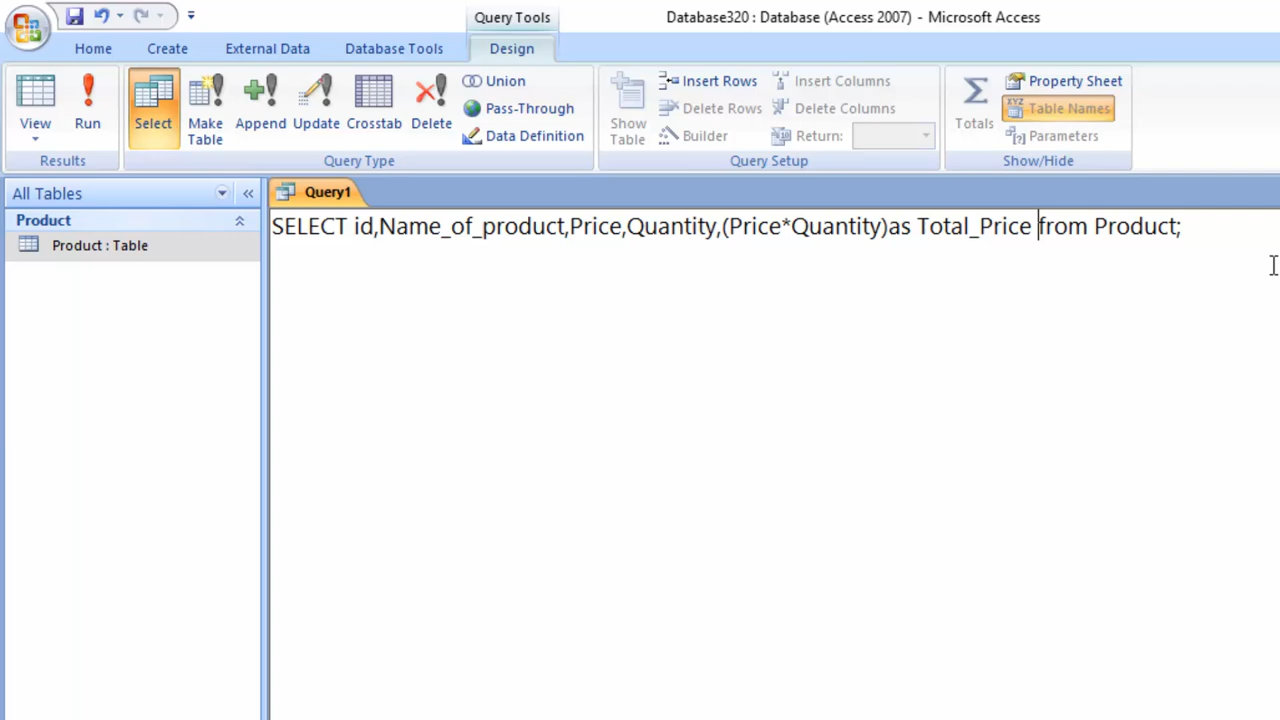 Query Tools
Database320 : Database (Access 2007) - Microsoft Access
Home Create External Data Database Tools Design
View Run
Results
Select Make Table Append Update Crosstab Delete
Union
Pass-Through
Data Definition
Query Type
Show Table
Insert Rows
Delete Rows
Builder
Insert Columns
Delete Columns
Return:
Query Setup
Totals
Property Sheet
XYZ Table Names
[?] Parameters
Show/Hide
All Tables «
Product
Product : Table
Query1
SELECT id,Name_of_product,Price,Quantity,(Price*Quantity)as Total_Price from Product;